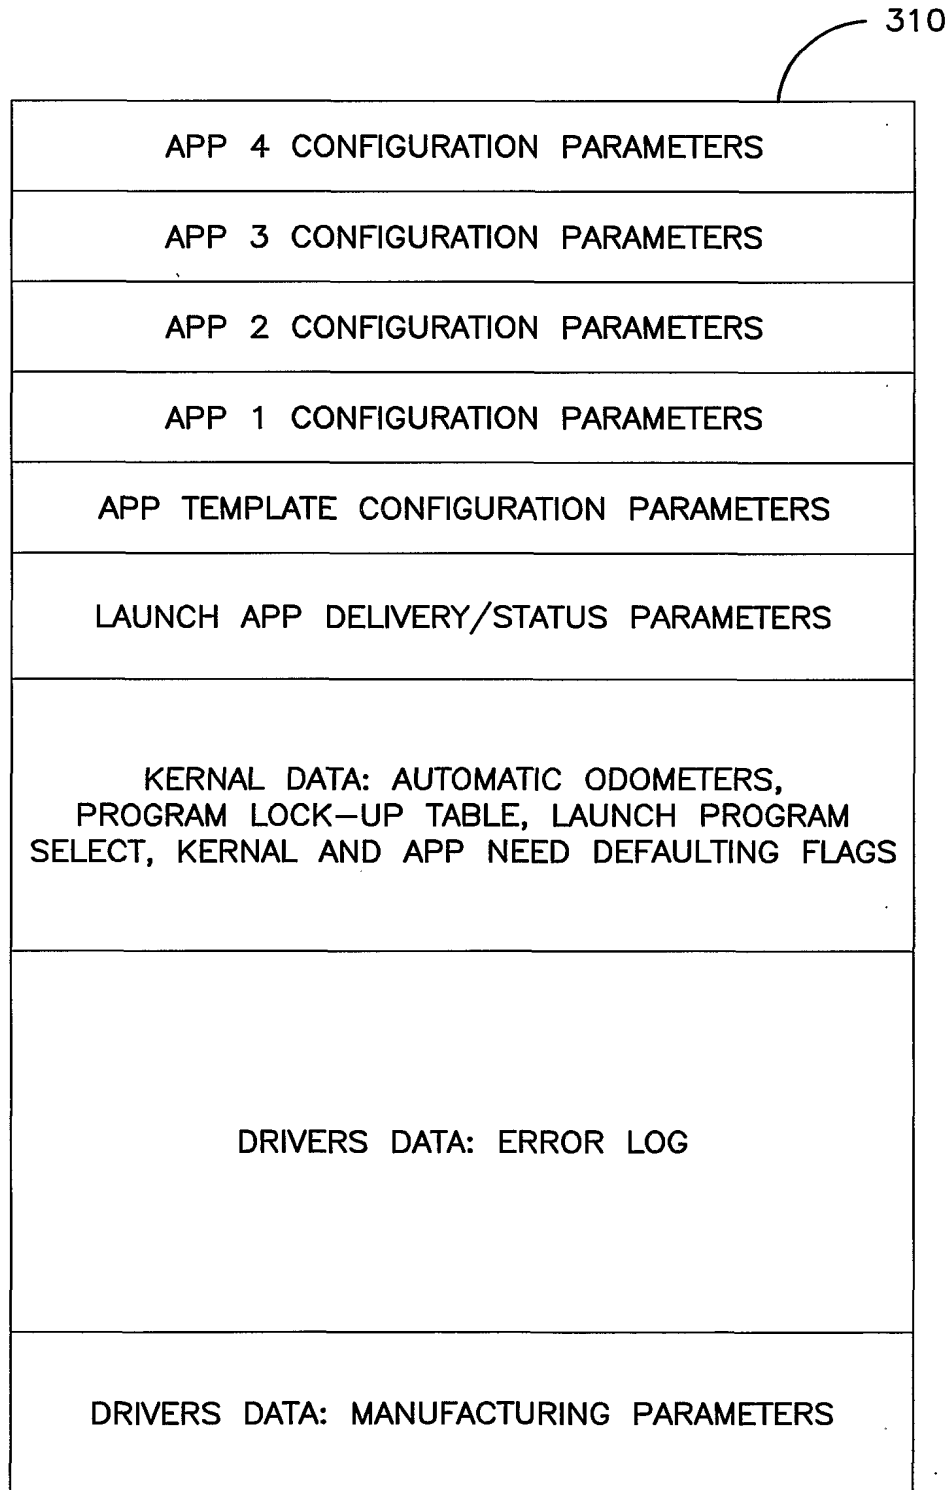 310
APP 4 CONFIGURATION PARAMETERS
APP 3 CONFIGURATION PARAMETERS
APP 2 CONFIGURATION PARAMETERS
APP 1 CONFIGURATION PARAMETERS
APP TEMPLATE CONFIGURATION PARAMETERS
LAUNCH APP DELIVERY/STATUS PARAMETERS
KERNAL DATA: AUTOMATIC ODOMETERS,
PROGRAM LOCK-UP TABLE, LAUNCH PROGRAM
SELECT, KERNAL AND APP NEED DEFAULTING FLAGS
DRIVERS DATA: ERROR LOG
DRIVERS DATA: MANUFACTURING PARAMETERS